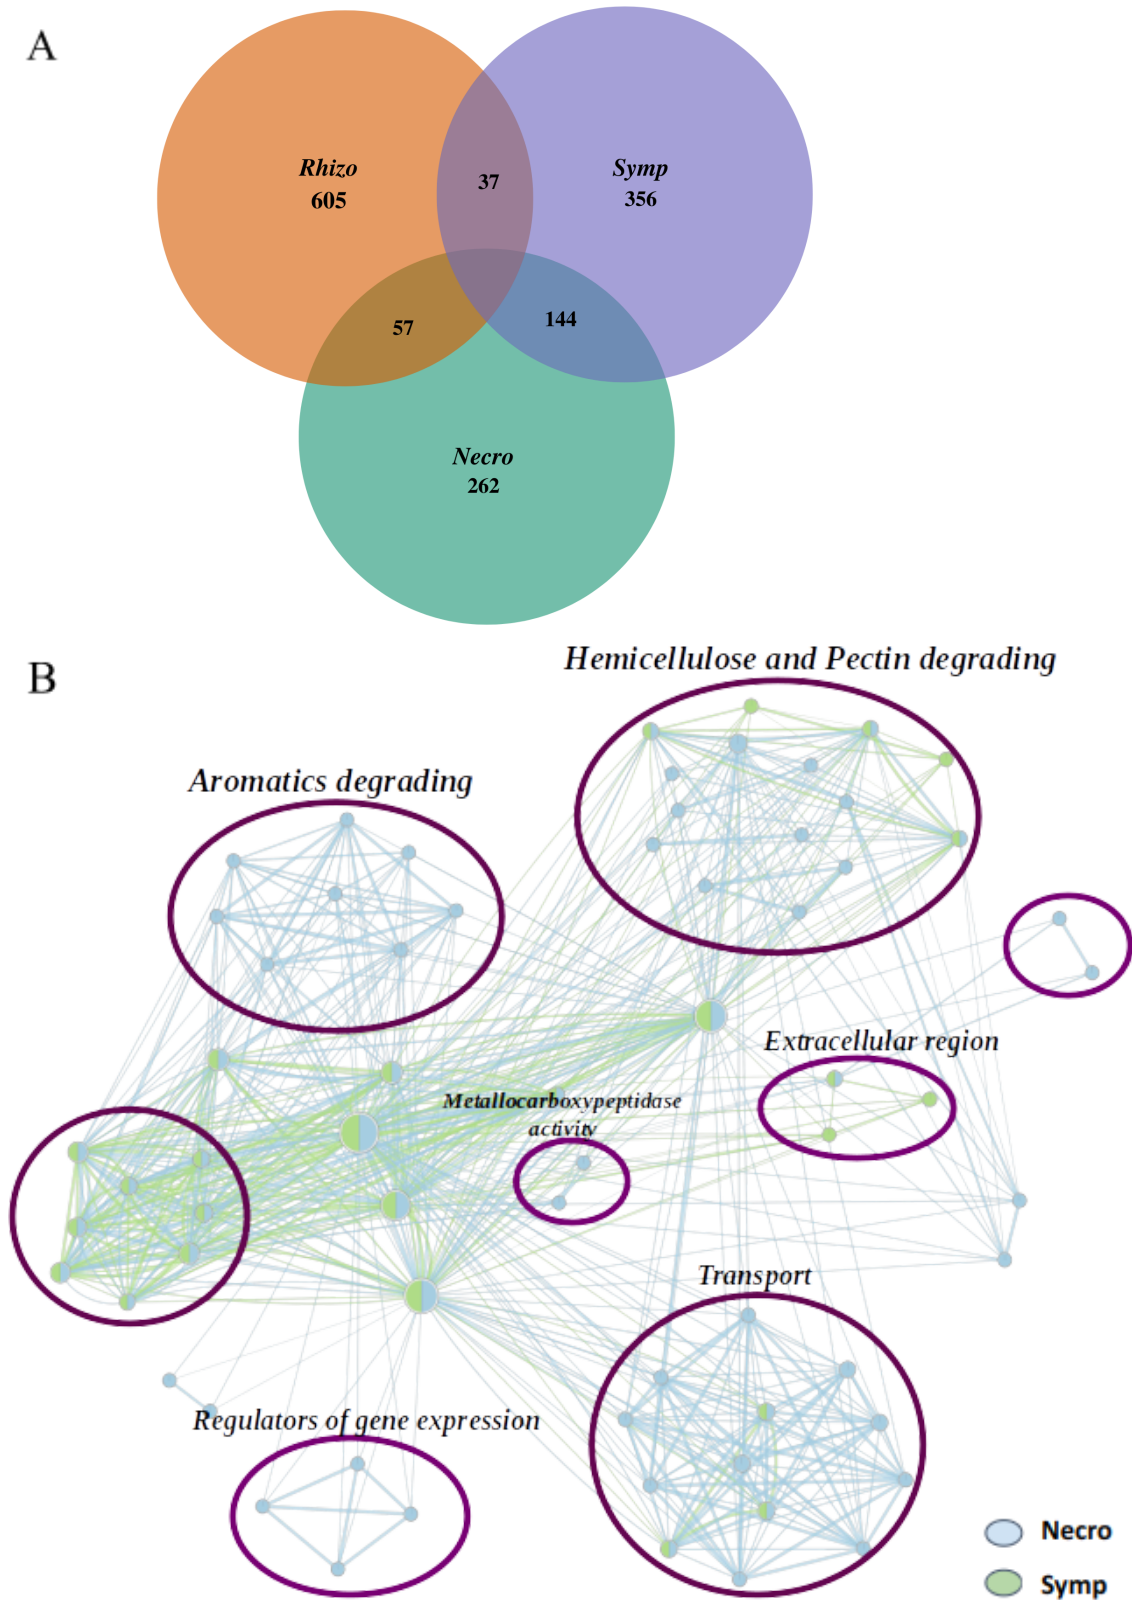 A
Rhizo
605
37
Symp
356
57
144
Necro
262
B
Hemicellulose and Pectin degrading
Aromatics degrading
Extracellular region
Metallocarboxypeptidase
activity
Transport
Regulators of gene expression
Necro
Symp